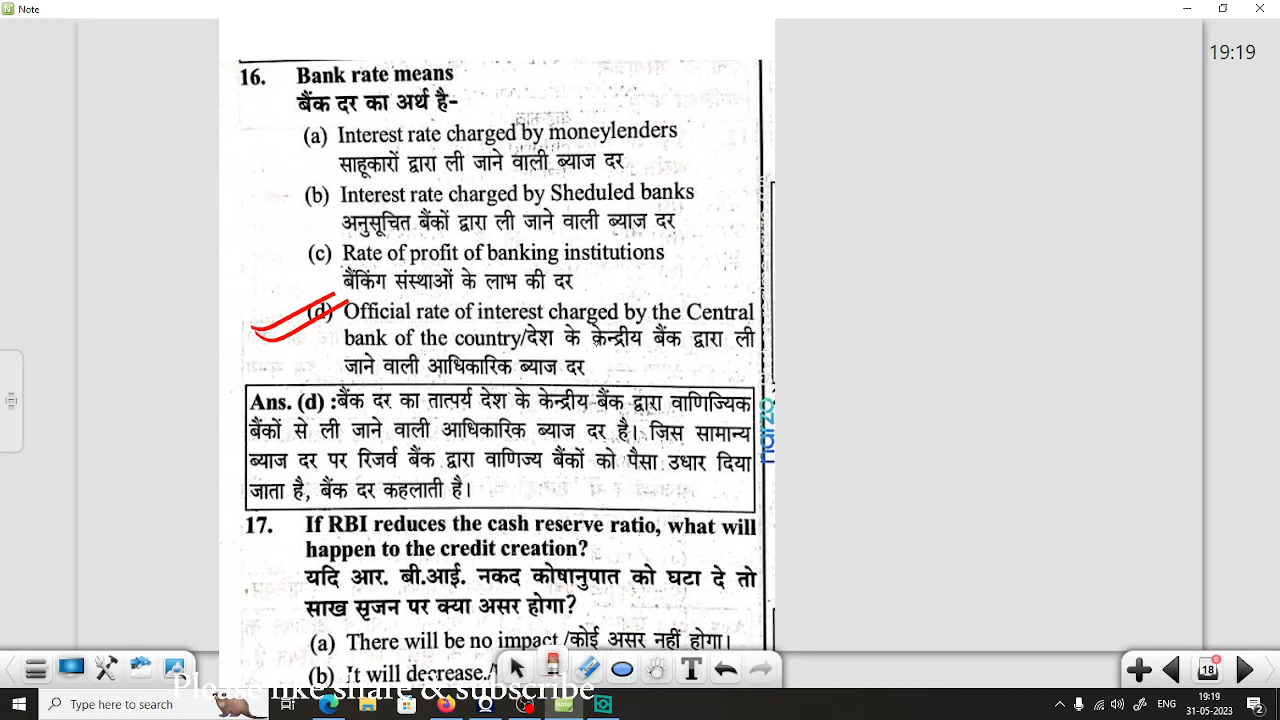 Note
19:19
16. Bank rate means
बैंक दर का अर्थ है-
(a) Interest rate charged by moneylenders
साहूकारों द्वारा ली जाने वाली ब्याज दर
(b) Interest rate charged by Sheduled banks
अनुसूचित बैंकों द्वारा ली जाने वाली ब्याज दर
(c) Rate of profit of banking institutions
बैंकिंग संस्थाओं के लाभ की दर
(d) Official rate of interest charged by the Central
bank of the country/देश के केन्द्रीय बैंक द्वारा ली
जाने वाली आधिकारिक ब्याज दर
Ans. (d) :बैंक दर का तात्पर्य देश के केन्द्रीय बैंक द्वारा वाणिज्यिक
बैंकों से ली जाने वाली आधिकारिक ब्याज दर है। जिस सामान्य
ब्याज दर पर रिजर्व बैंक द्वारा वाणिज्य बैंकों को पैसा उधार दिया
जाता है, बैंक दर कहलाती है।
narzo
17. If RBI reduces the cash reserve ratio, what will
happen to the credit creation?
यदि आर. बी.आई. नकद कोषानुपात को घटा दे तो
साख सृजन पर क्या असर होगा?
(a) There will be no impact/कोई असर नहीं होगा।
(b) It will decrease.
T
18
Please like share & subscribe
Type here to search
Note
ENG
19:19
31-05-2023